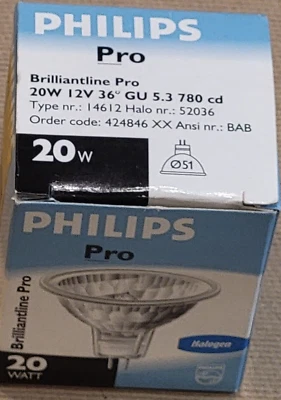 PHILIPS
Pro
Brilliantline Pro
20W 12V 36° GU 5.3 780 cd
Type nr.: 14612 Halo nr.: 52036
Order code: 424846 XX Ansi nr.: BAB
20W
Ø51
PHILIPS
Pro
Brilliantline Pro
Halogen
20
WATT